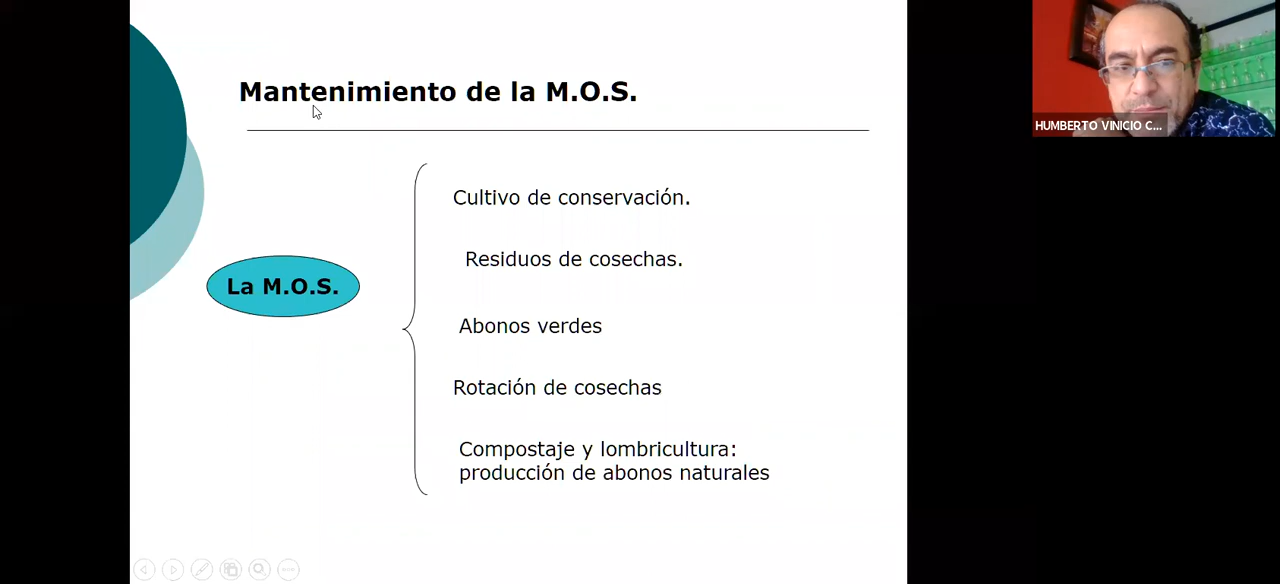 Mantenimiento de la M.O.S.
La M.O.S.
Cultivo de conservación.
Residuos de cosechas.
Abonos verdes
Rotación de cosechas
Compostaje y lombricultura:
producción de abonos naturales
HUMBERTO VINICIO C...